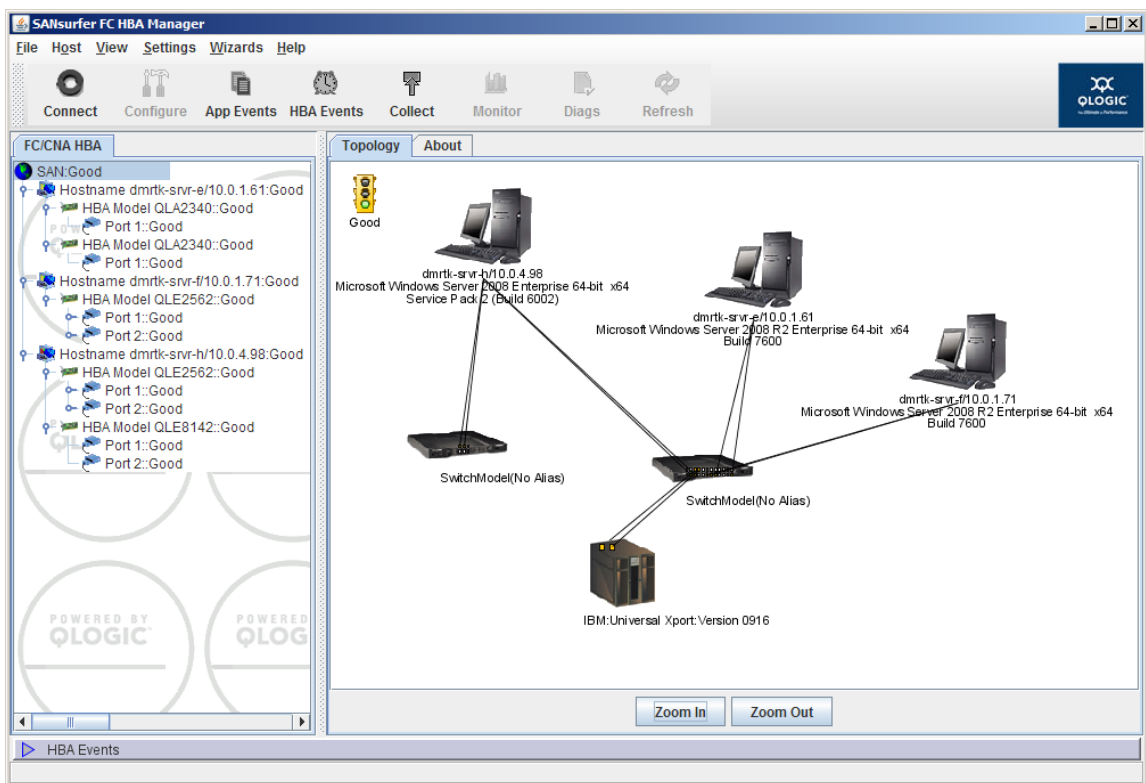 SANsurfer FC HBA Manager
File Host View Settings Wizards Help
Connect Configure App Events HBA Events Collect Monitor Diags Refresh
QLOGIC
FC/CNA HBA
SAN:Good
Hostname dmrtk-srvr-e/10.0.1.61:Good
HBA Model QLA2340::Good
Port 1::Good
HBA Model QLA2340::Good
Port 1::Good
Hostname dmrtk-srvr-f/10.0.1.71:Good
HBA Model QLE2562::Good
Port 1::Good
Port 2::Good
Hostname dmrtk-srvr-h/10.0.4.98:Good
HBA Model QLE2562::Good
Port 1::Good
Port 2::Good
HBA Model QLE8142::Good
Port 1::Good
Port 2::Good
POWERED BY
QLOGIC
POWERED
QLOG
Topology About
Good
dmrtk-srvr-h/10.0.4.98
Microsoft Windows Server 2008 Enterprise 64-bit x64
Service Pack 2 (Build 6002)
dmrtk-srvr-e/10.0.1.61
Microsoft Windows Server 2008 R2 Enterprise 64-bit x64
Build 7600
dmrtk-srvr-f/10.0.1.71
Microsoft Windows Server 2008 R2 Enterprise 64-bit x64
Build 7600
SwitchModel(No Alias)
SwitchModel(No Alias)
IBM:Universal Xport:Version 0916
Zoom In Zoom Out
HBA Events